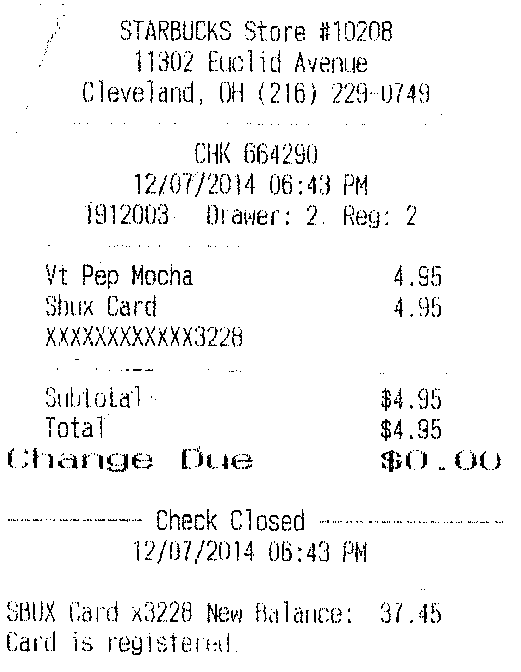 STARBUCKS Store #10208
11302 Euclid Avenue
Cleveland, OH (216) 229-0749
CHK 664290
12/07/2014 06:43 PM
1912003 Drawer: 2 Reg: 2
Vt Pep Mocha 4.95
Sbux Card 4.95
XXXXXXXXXXXX3228
Subtotal $4.95
Total $4.95
Change Due $0.00
Check Closed
12/07/2014 06:43 PM
SBUX Card x3228 New Balance: 37.45
Card is registered.